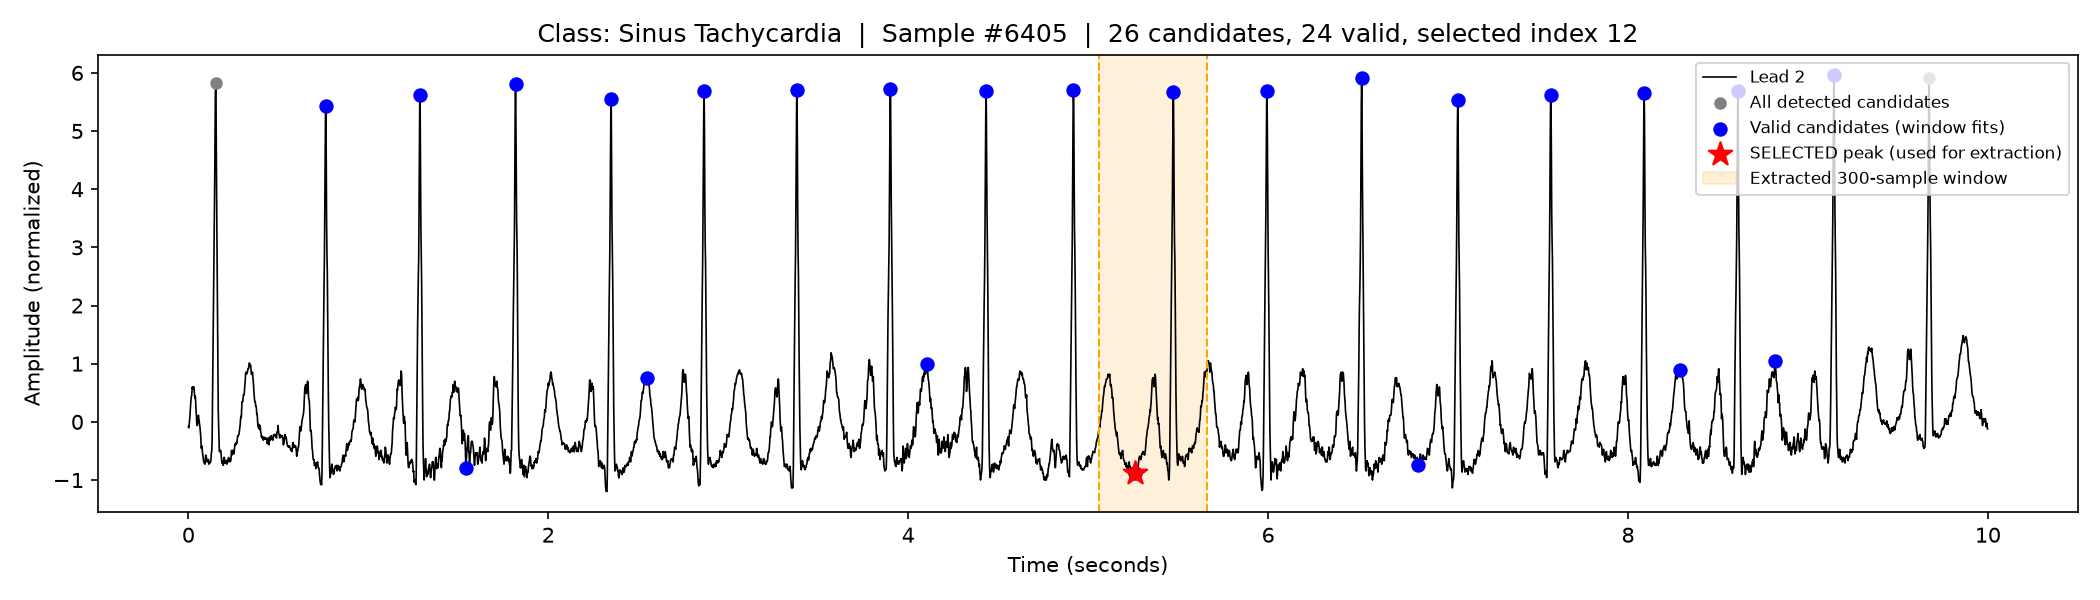 Class: Sinus Tachycardia | Sample #6405 | 26 candidates, 24 valid, selected index 12
Lead 2
All detected candidates
Valid candidates (window fits)
SELECTED peak (used for extraction)
Extracted 300-sample window
Amplitude (normalized)
6
5
4
3
2
1
0
−1
0
2
4
6
8
10
Time (seconds)